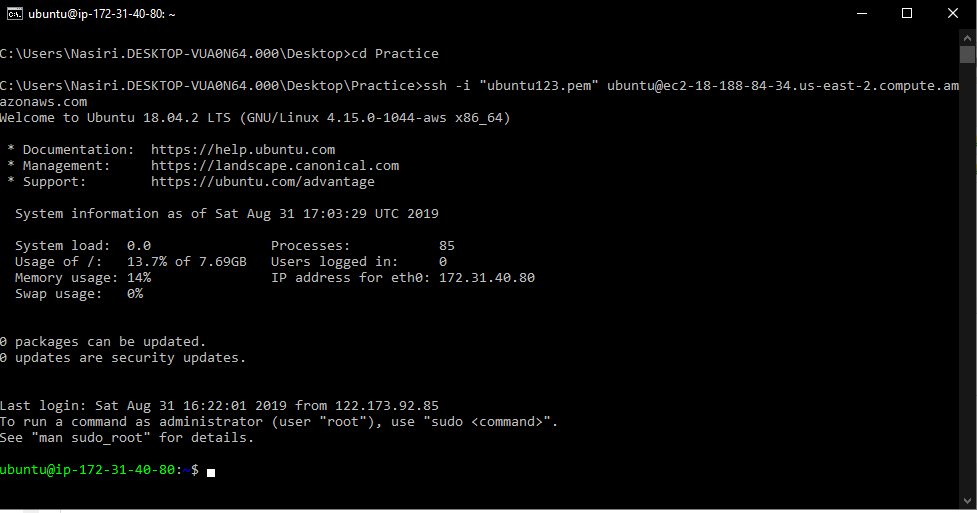 ubuntu@ip-172-31-40-80: ~
C:\Users\Nasiri.DESKTOP-VUA0N64.000\Desktop>cd Practice
C:\Users\Nasiri.DESKTOP-VUA0N64.000\Desktop\Practice>ssh -i "ubuntu123.pem" ubuntu@ec2-18-188-84-34.us-east-2.compute.am
azonaws.com
Welcome to Ubuntu 18.04.2 LTS (GNU/Linux 4.15.0-1044-aws x86_64)
* Documentation:  https://help.ubuntu.com
* Management:     https://landscape.canonical.com
* Support:        https://ubuntu.com/advantage
System information as of Sat Aug 31 17:03:29 UTC 2019
System load:  0.0               Processes:           85
Usage of /:   13.7% of 7.69GB   Users logged in:     0
Memory usage: 14%               IP address for eth0: 172.31.40.80
Swap usage:   0%
0 packages can be updated.
0 updates are security updates.
Last login: Sat Aug 31 16:22:01 2019 from 122.173.92.85
To run a command as administrator (user "root"), use "sudo <command>".
See "man sudo_root" for details.
ubuntu@ip-172-31-40-80:~$